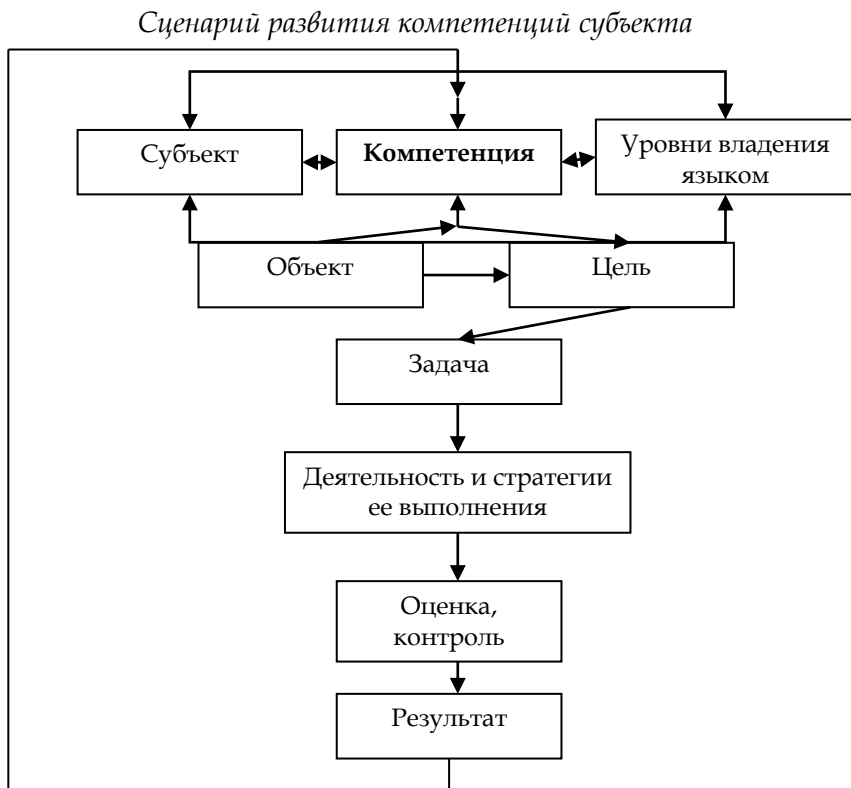 Сценарий развития компетенций субъекта
Субъект
Компетенция
Уровни владения
языком
Объект
Цель
Задача
Деятельность и стратегии
ее выполнения
Оценка,
контроль
Результат